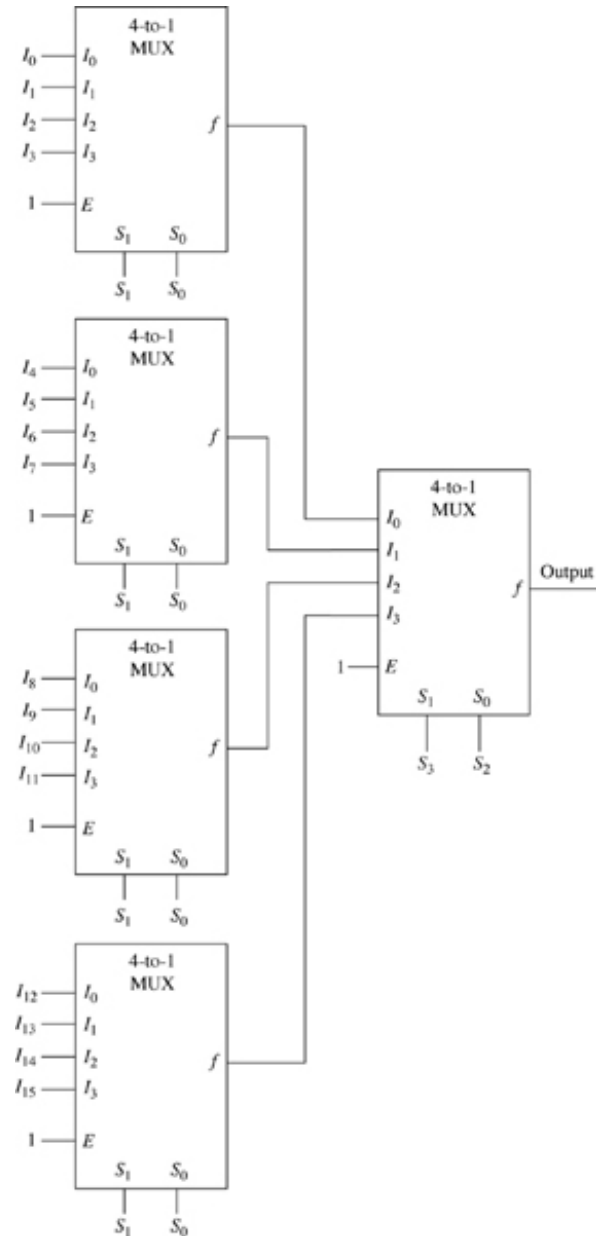 4-to-1
MUX
I₀ I₀
I₁ I₁
I₂ I₂
I₃ I₃
f
1 E
S₁ S₀
S₁ S₀
4-to-1
MUX
I₄ I₀
I₅ I₁
I₆ I₂
I₇ I₃
f
1 E
S₁ S₀
S₁ S₀
4-to-1
MUX
I₈ I₀
I₉ I₁
I₁₀ I₂
I₁₁ I₃
f
1 E
S₁ S₀
S₁ S₀
4-to-1
MUX
I₁₂ I₀
I₁₃ I₁
I₁₄ I₂
I₁₅ I₃
f
1 E
S₁ S₀
S₁ S₀
4-to-1
MUX
I₀
I₁
I₂
I₃
f Output
1 E
S₁ S₀
S₃ S₂